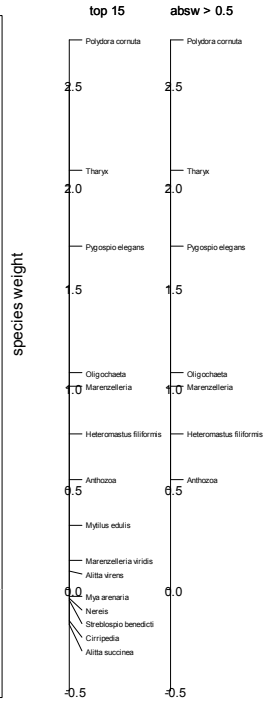 top 15
absw > 0.5
species weight
Polydora cornuta
2.5
Tharyx
2.0
Pygospio elegans
1.5
Oligochaeta
Marenzelleria
1.0
Heteromastus filiformis
Anthozoa
0.5
Mytilus edulis
Marenzelleria viridis
Alitta virens
0.0
Mya arenaria
Nereis
Streblospio benedicti
Cirripedia
Alitta succinea
-0.5
Polydora cornuta
2.5
Tharyx
2.0
Pygospio elegans
1.5
Oligochaeta
Marenzelleria
1.0
Heteromastus filiformis
Anthozoa
0.5
0.0
-0.5